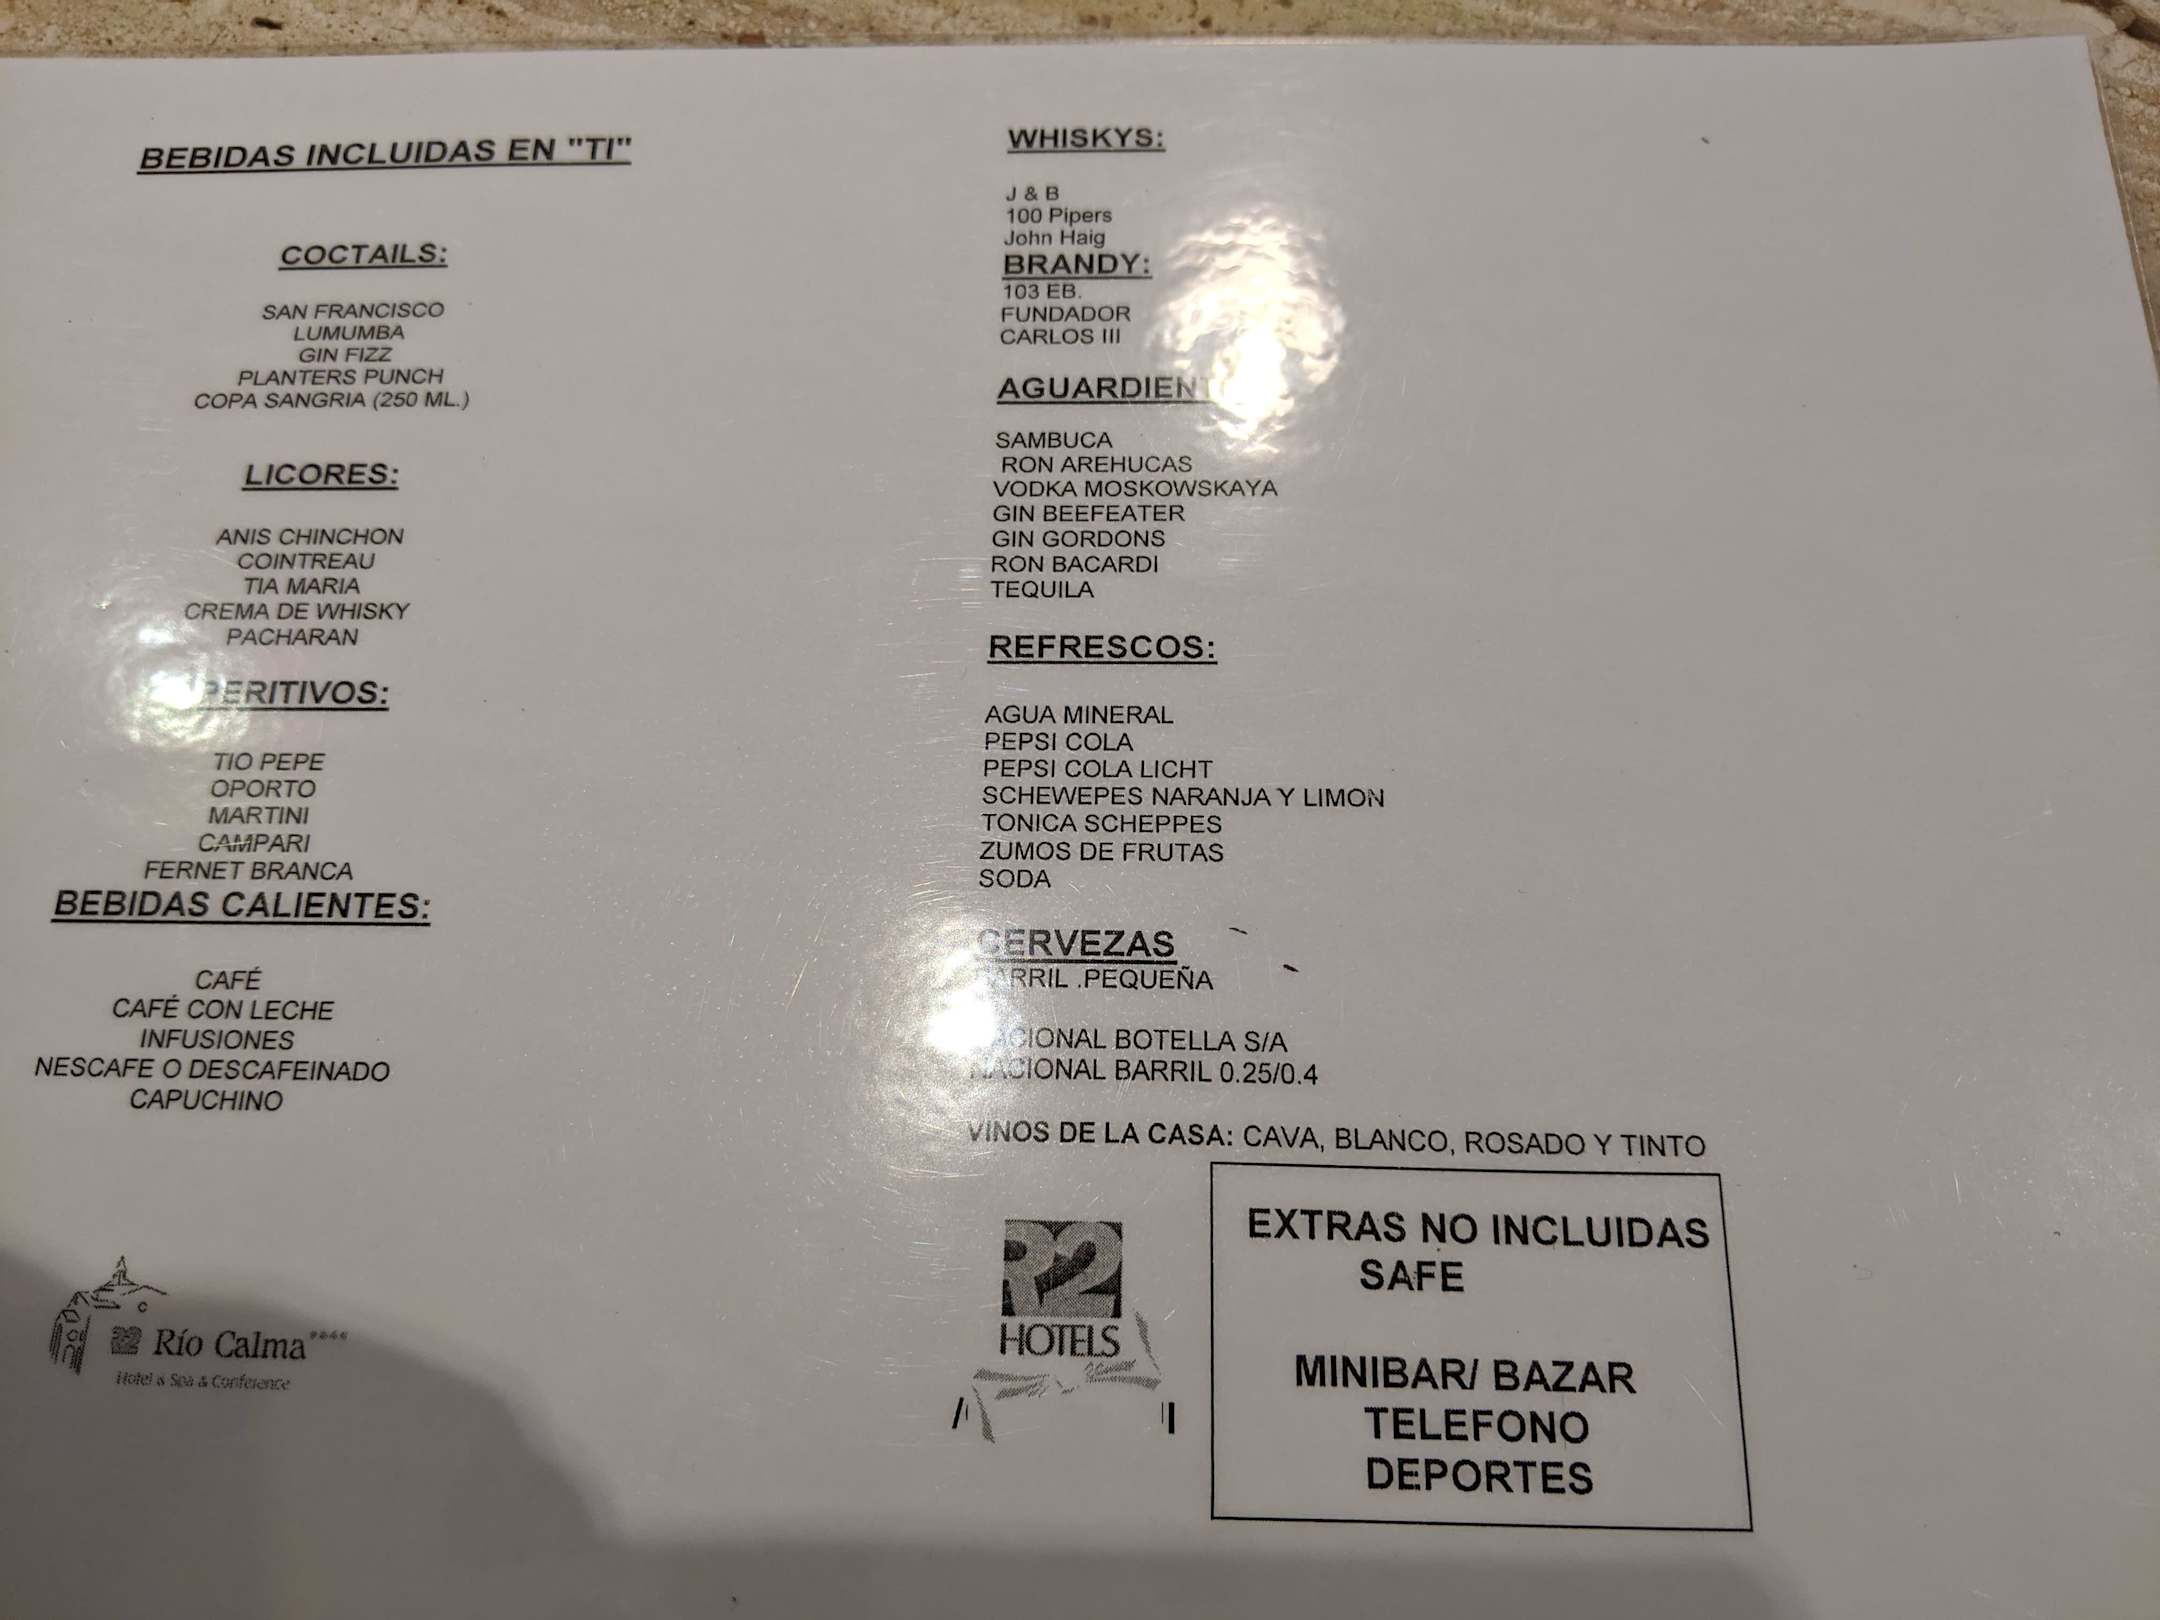 BEBIDAS INCLUIDAS EN "TI"
COCTAILS:
SAN FRANCISCO
LUMUMBA
GIN FIZZ
PLANTERS PUNCH
COPA SANGRIA (250 ML.)
LICORES:
ANIS CHINCHON
COINTREAU
TIA MARIA
CREMA DE WHISKY
PACHARAN
PERITIVOS:
TIO PEPE
OPORTO
MARTINI
CAMPARI
FERNET BRANCA
BEBIDAS CALIENTES:
CAFÉ
CAFÉ CON LECHE
INFUSIONES
NESCAFE O DESCAFEINADO
CAPUCHINO
R2 Río Calma ****
Hotel & Spa & Conference
WHISKYS:
J & B
100 Pipers
John Haig
BRANDY:
103 EB.
FUNDADOR
CARLOS III
AGUARDIENT
SAMBUCA
RON AREHUCAS
VODKA MOSKOWSKAYA
GIN BEEFEATER
GIN GORDONS
RON BACARDI
TEQUILA
REFRESCOS:
AGUA MINERAL
PEPSI COLA
PEPSI COLA LICHT
SCHEWEPES NARANJA Y LIMON
TONICA SCHEPPES
ZUMOS DE FRUTAS
SODA
CERVEZAS
BARRIL .PEQUEÑA
NACIONAL BOTELLA S/A
NACIONAL BARRIL 0.25/0.4
VINOS DE LA CASA: CAVA, BLANCO, ROSADO Y TINTO
R2
HOTELS
EXTRAS NO INCLUIDAS
SAFE
MINIBAR/ BAZAR
TELEFONO
DEPORTES